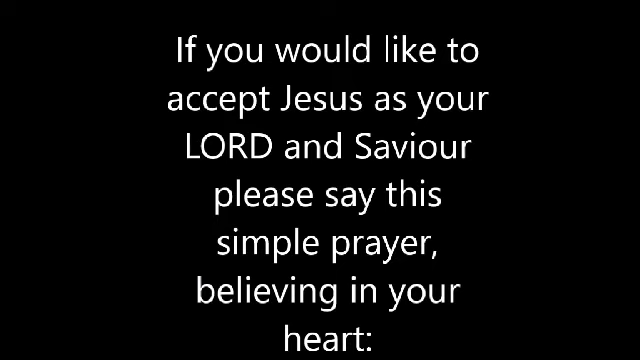 If you would like to
accept Jesus as your
LORD and Saviour
please say this
simple prayer,
believing in your
heart: